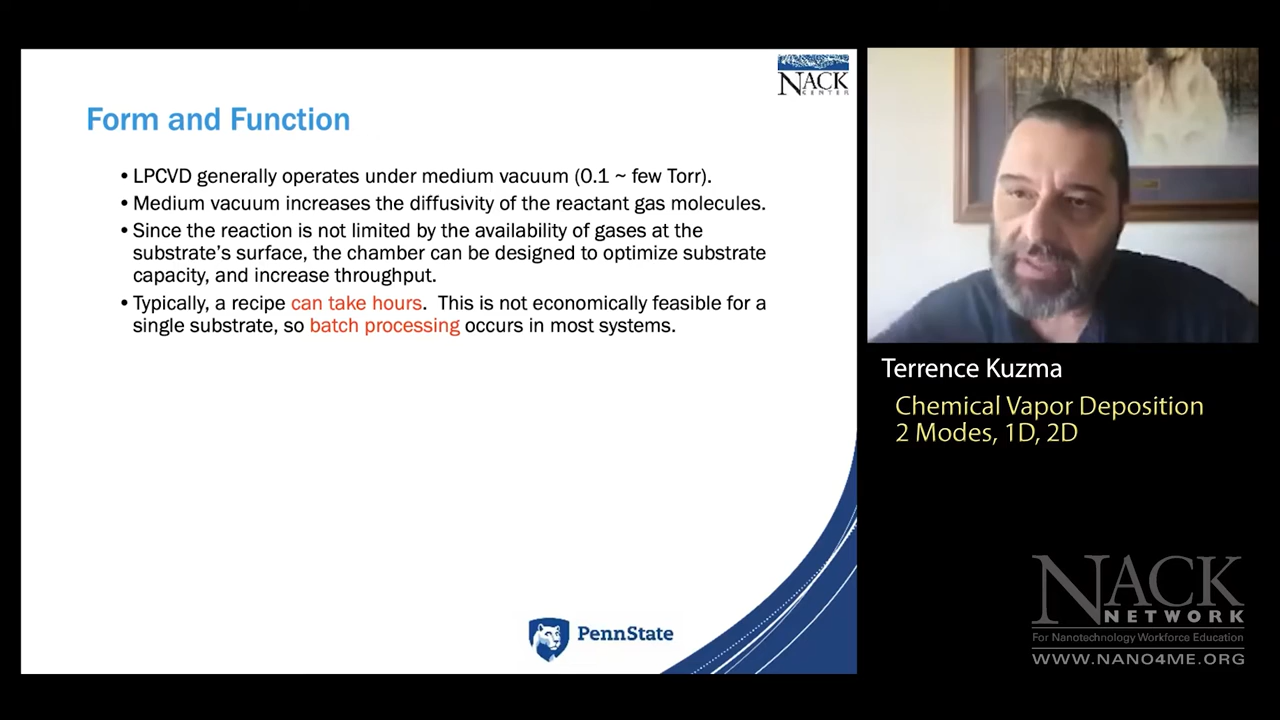 NACK
CENTER
Form and Function
• LPCVD generally operates under medium vacuum (0.1 ~ few Torr).
• Medium vacuum increases the diffusivity of the reactant gas molecules.
• Since the reaction is not limited by the availability of gases at the
substrate's surface, the chamber can be designed to optimize substrate
capacity, and increase throughput.
• Typically, a recipe can take hours.  This is not economically feasible for a
single substrate, so batch processing occurs in most systems.
PennState
Terrence Kuzma
Chemical Vapor Deposition
2 Modes, 1D, 2D
NACK
NETWORK
For Nanotechnology Workforce Education
WWW.NANO4ME.ORG